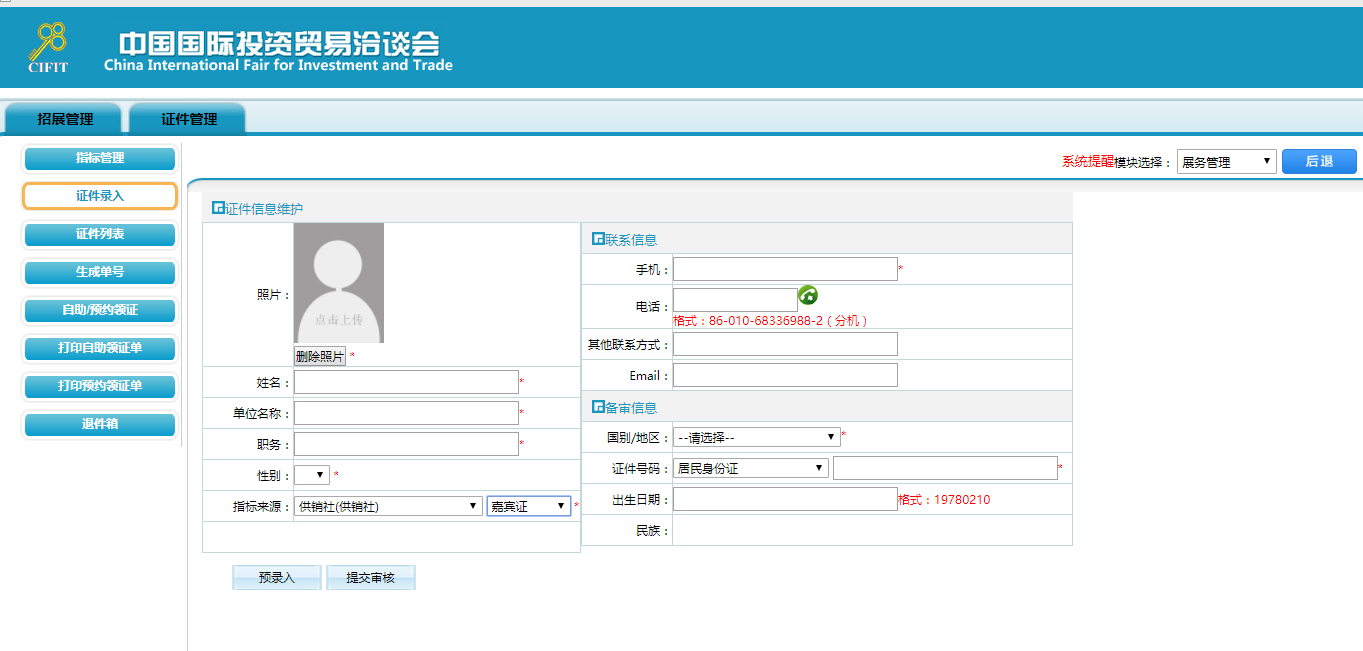 中国国际投资贸易洽谈会
CIFIT
China International Fair for Investment and Trade
招展管理
证件管理
系统提醒模块选择：
展务管理
后退
指标管理
证件录入
证件列表
生成单号
自助/预约领证
打印自助领证单
打印预约领证单
退件箱
证件信息维护
照片：
点击上传
删除照片 *
姓名： *
单位名称： *
职务： *
性别： *
指标来源： 供销社(供销社) 嘉宾证 *
联系信息
手机： *
电话：
格式：86-010-68336988-2（分机）
其他联系方式：
Email：
备审信息
国别/地区： --请选择-- *
证件号码： 居民身份证 *
出生日期： 格式：19780210
民族：
预录入
提交审核